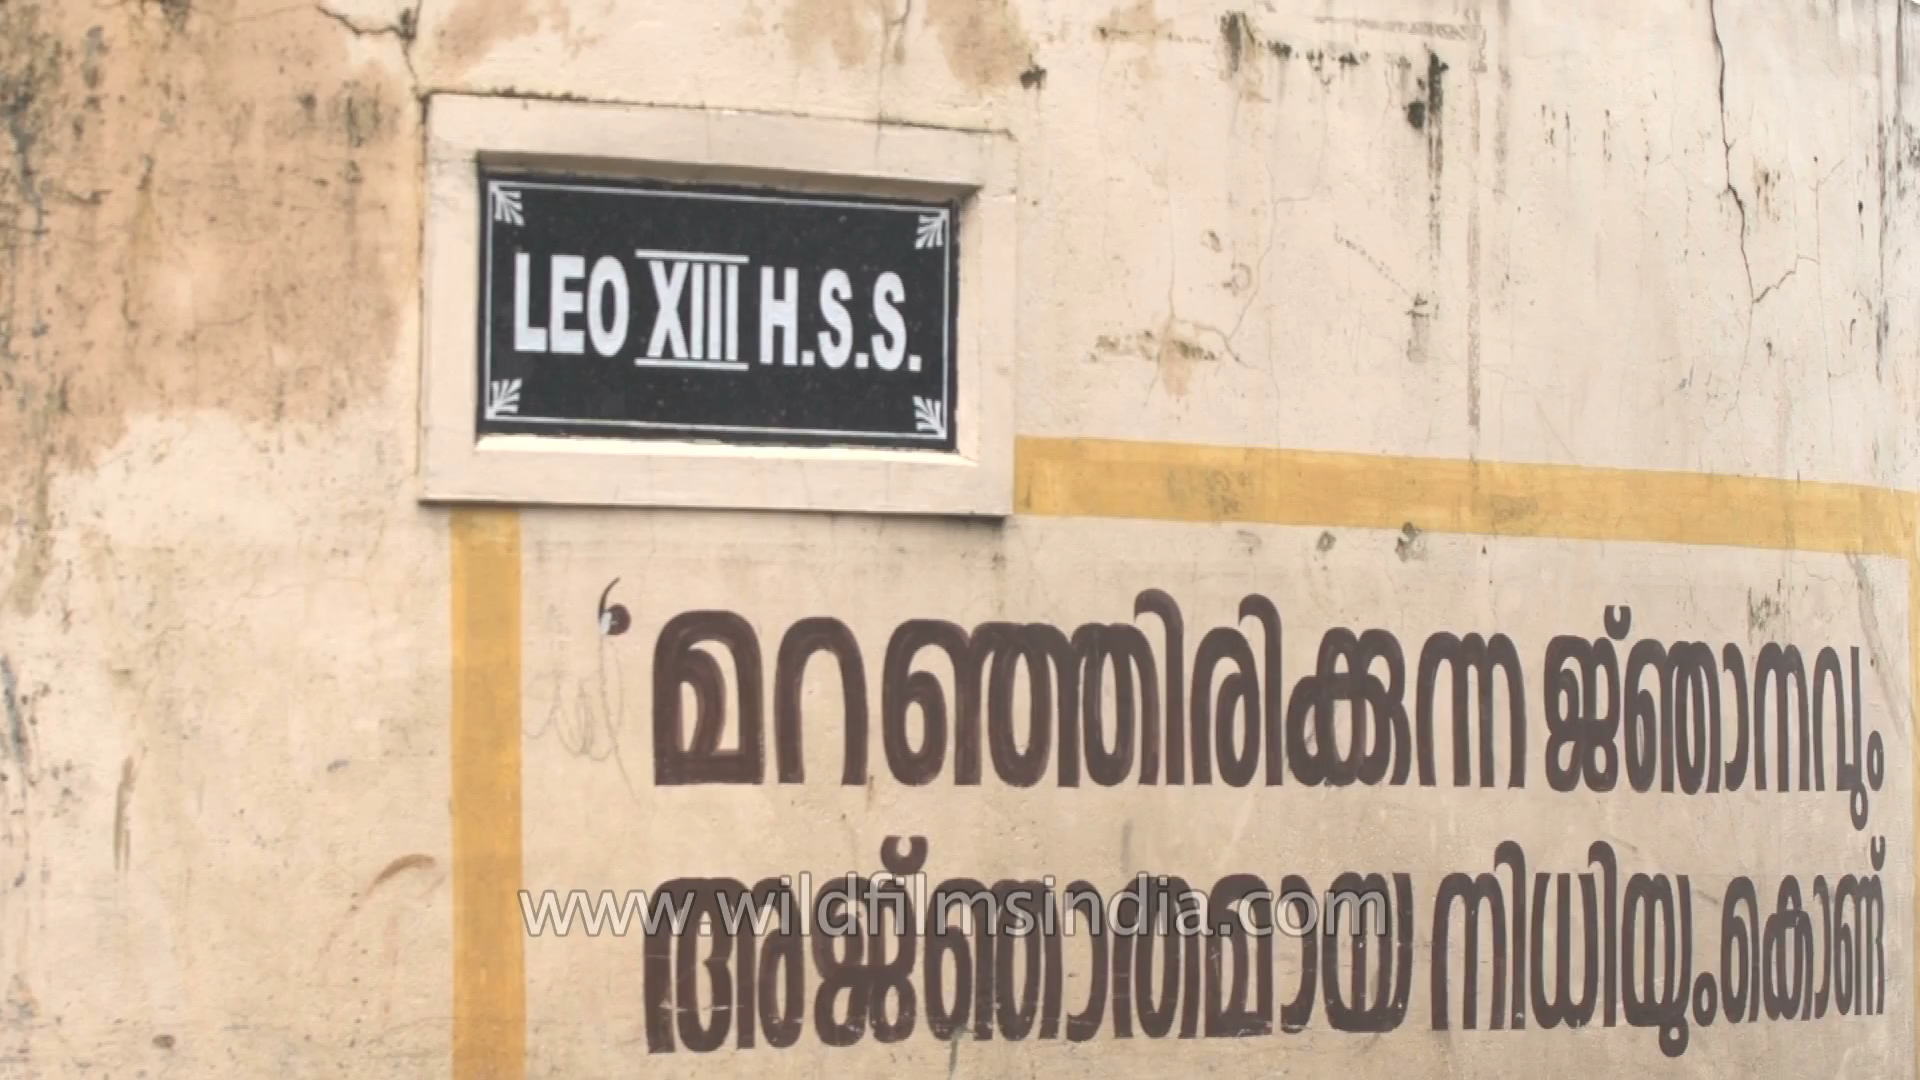 LEO XIII H.S.S.
‘മറഞ്ഞിരിക്കുന്ന ജ്ഞാനവും
അജ്ഞാതമായ നിധിയും കൊണ്ട്
www.wildfilmsindia.com